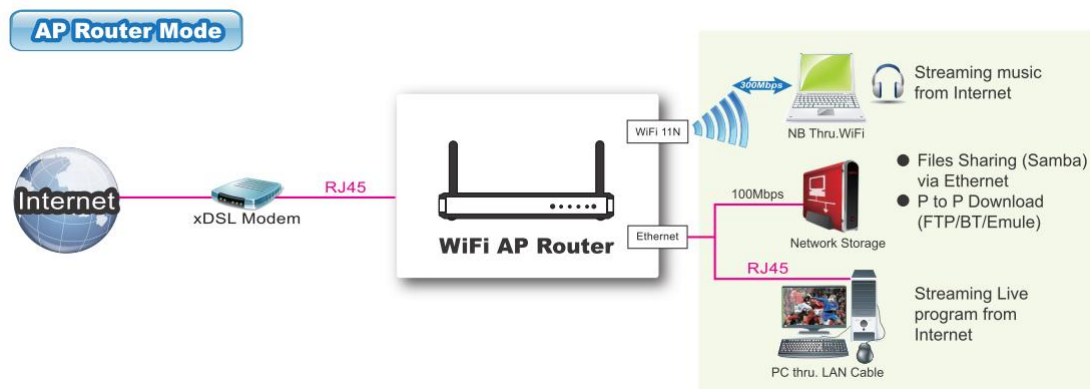 AP Router Mode
Internet
xDSL Modem
RJ45
WiFi AP Router
WiFi 11N
Ethernet
300Mbps
NB Thru.WiFi
Streaming music
from Internet
100Mbps
Network Storage
● Files Sharing (Samba)
via Ethernet
● P to P Download
(FTP/BT/Emule)
RJ45
PC thru. LAN Cable
Streaming Live
program from
Internet